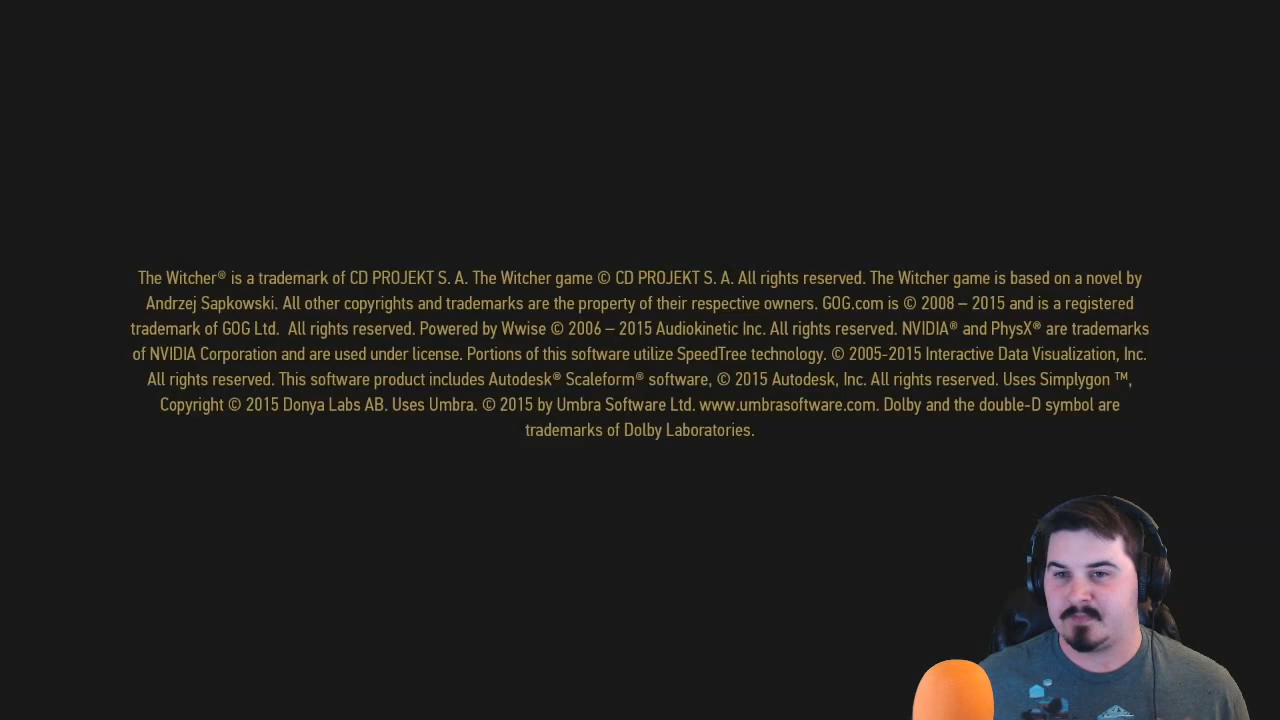 The Witcher® is a trademark of CD PROJEKT S. A. The Witcher game © CD PROJEKT S. A. All rights reserved. The Witcher game is based on a novel by
Andrzej Sapkowski. All other copyrights and trademarks are the property of their respective owners. GOG.com is © 2008 – 2015 and is a registered
trademark of GOG Ltd.  All rights reserved. Powered by Wwise © 2006 – 2015 Audiokinetic Inc. All rights reserved. NVIDIA® and PhysX® are trademarks
of NVIDIA Corporation and are used under license. Portions of this software utilize SpeedTree technology. © 2005-2015 Interactive Data Visualization, Inc.
All rights reserved. This software product includes Autodesk® Scaleform® software, © 2015 Autodesk, Inc. All rights reserved. Uses Simplygon ™,
Copyright © 2015 Donya Labs AB. Uses Umbra. © 2015 by Umbra Software Ltd. www.umbrasoftware.com. Dolby and the double-D symbol are
trademarks of Dolby Laboratories.